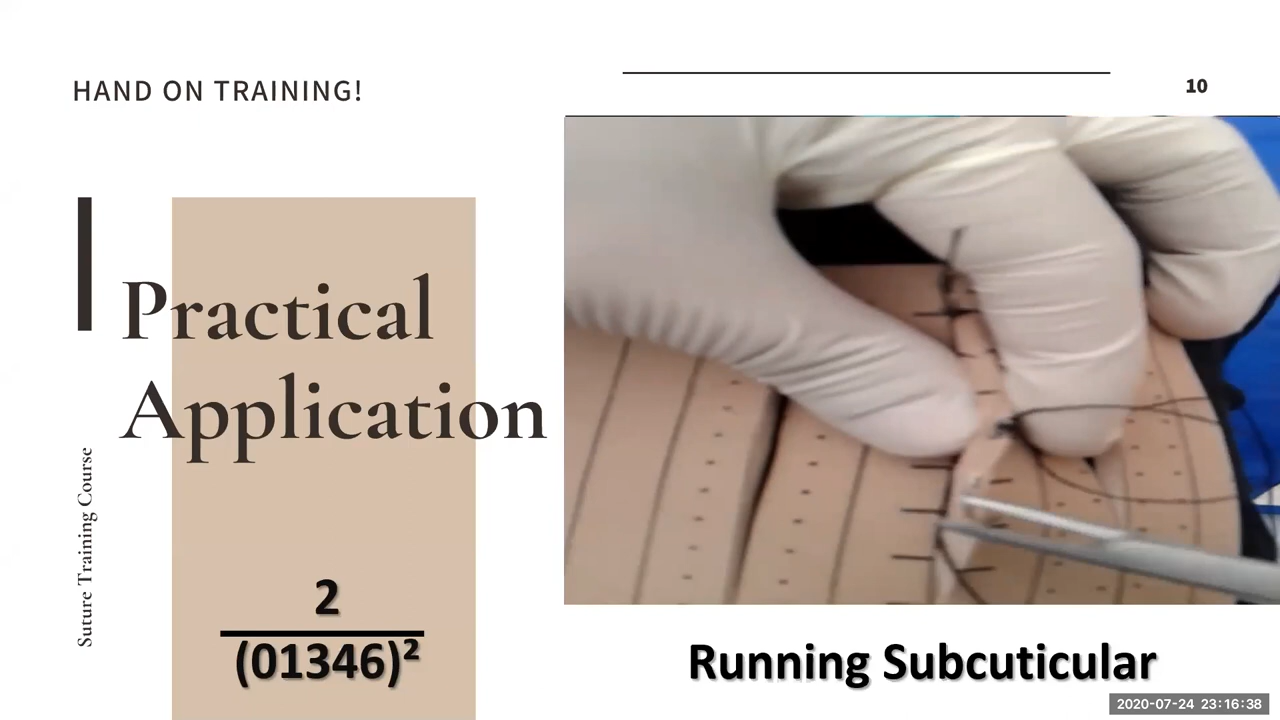 HAND ON TRAINING!
10
Practical
Application
Suture Training Course
2
(01346)²
Running Subcuticular
2020-07-24 23:16:38